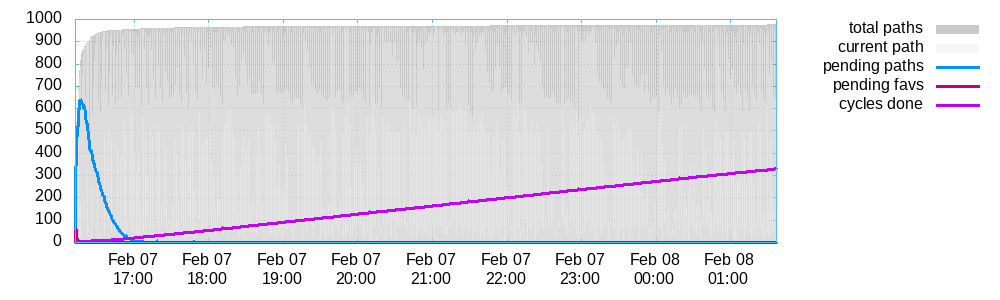 1000
900
800
700
600
500
400
300
200
100
0
Feb 07 Feb 07 Feb 07 Feb 07 Feb 07 Feb 07 Feb 07 Feb 08 Feb 08
17:00 18:00 19:00 20:00 21:00 22:00 23:00 00:00 01:00
total paths
current path
pending paths
pending favs
cycles done